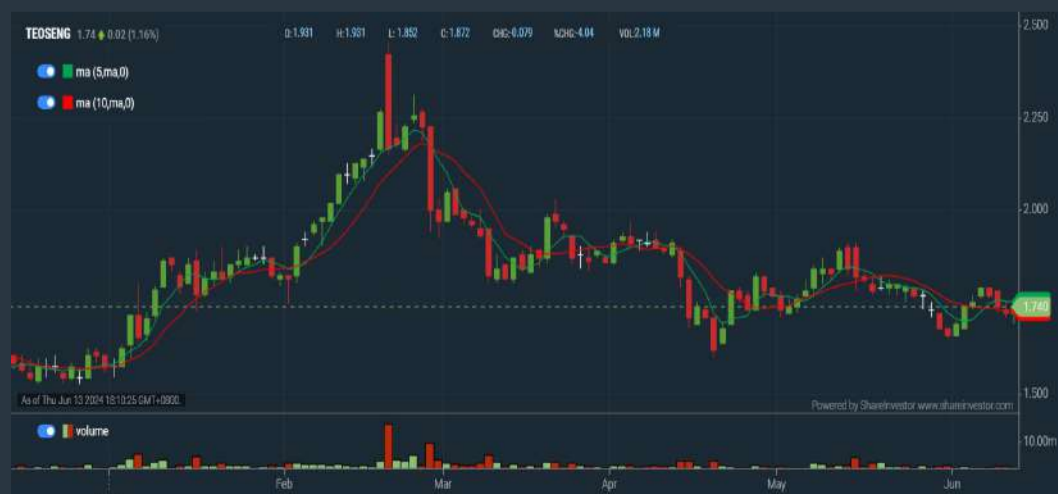 TEOSENG 1.74 0.02 (1.16%) O:1.931 H:1.931 L: 1.852 C:1.872 CHG:-0.079 %CHG:-4.04 VOL:2.18 M
ma (5,ma,0)
ma (10,ma,0)
2.500
2.250
2.000
1.740
1.500
As of Thu Jun 13 2024 18:10:25 GMT+0800.
Powered by ShareInvestor www.shareinvestor.com
volume
10.00m
Feb Mar Apr May Jun